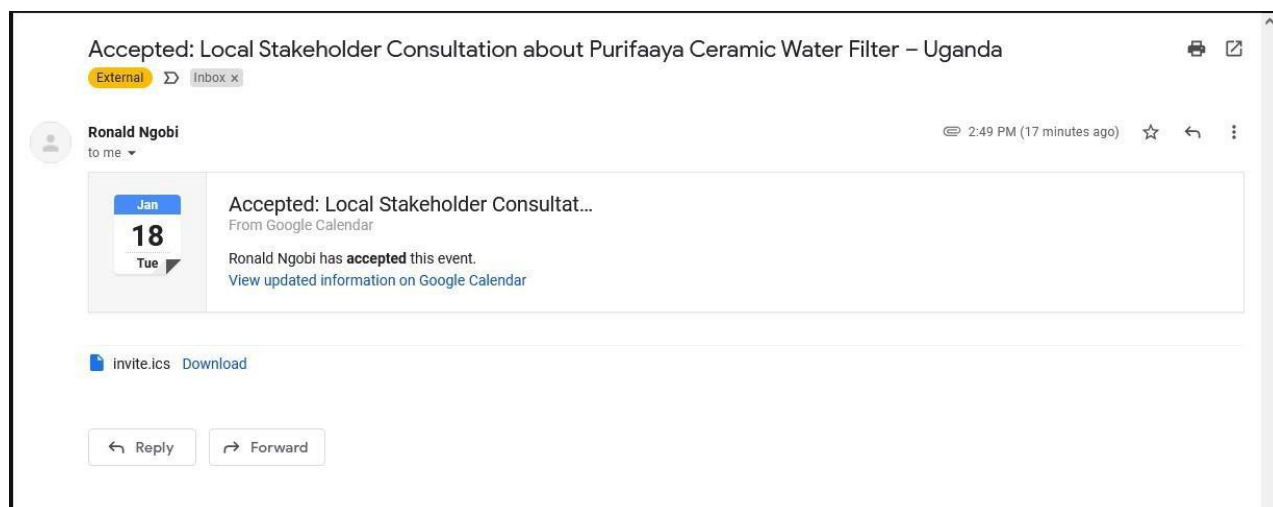 Accepted: Local Stakeholder Consultation about Purifaaya Ceramic Water Filter – Uganda
External Inbox x
Ronald Ngobi 2:49 PM (17 minutes ago)
to me
Jan
18
Tue
Accepted: Local Stakeholder Consultat...
From Google Calendar
Ronald Ngobi has accepted this event.
View updated information on Google Calendar
invite.ics Download
Reply Forward